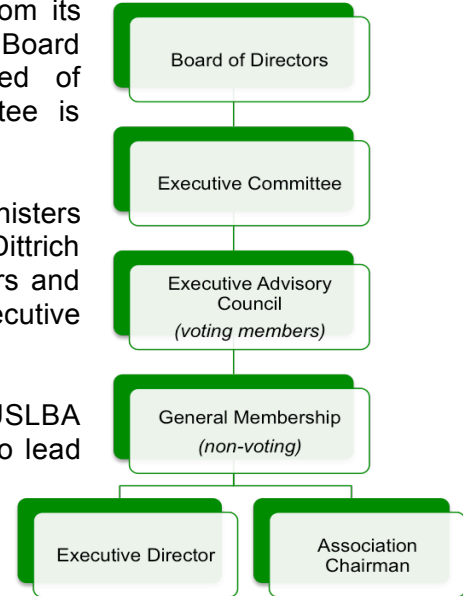 om its
Board
ed of
tee is
nisters
Dittrich
rs and
ecutive
USLBA
o lead
Board of Directors
Executive Committee
Executive Advisory
Council
(voting members)
General Membership
(non-voting)
Executive Director
Association
Chairman